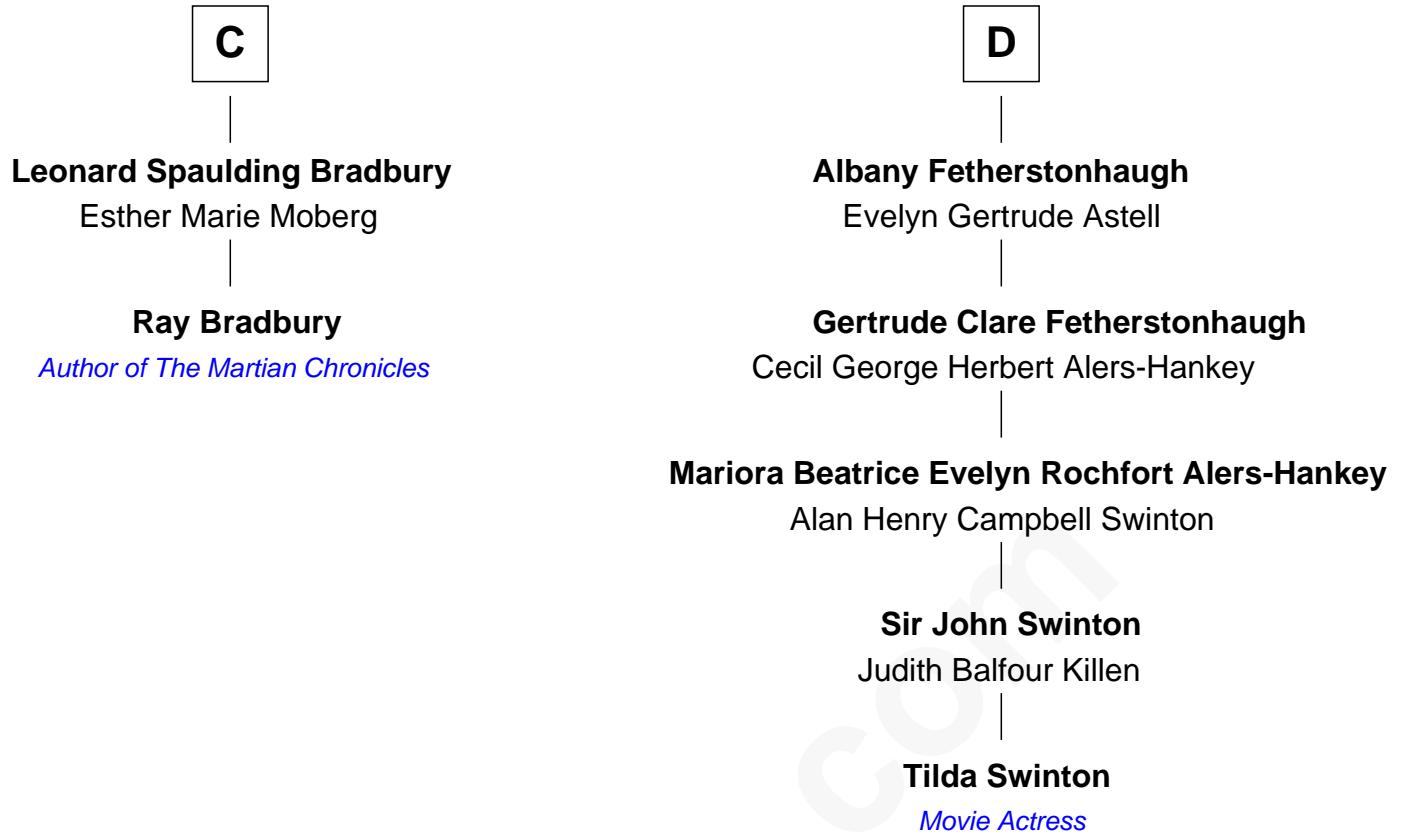 C
Leonard Spaulding Bradbury
Esther Marie Moberg
Ray Bradbury
Author of The Martian Chronicles
D
Albany Fetherstonhaugh
Evelyn Gertrude Astell
Gertrude Clare Fetherstonhaugh
Cecil George Herbert Alers-Hankey
Mariora Beatrice Evelyn Rochfort Alers-Hankey
Alan Henry Campbell Swinton
Sir John Swinton
Judith Balfour Killen
Tilda Swinton
Movie Actress
com